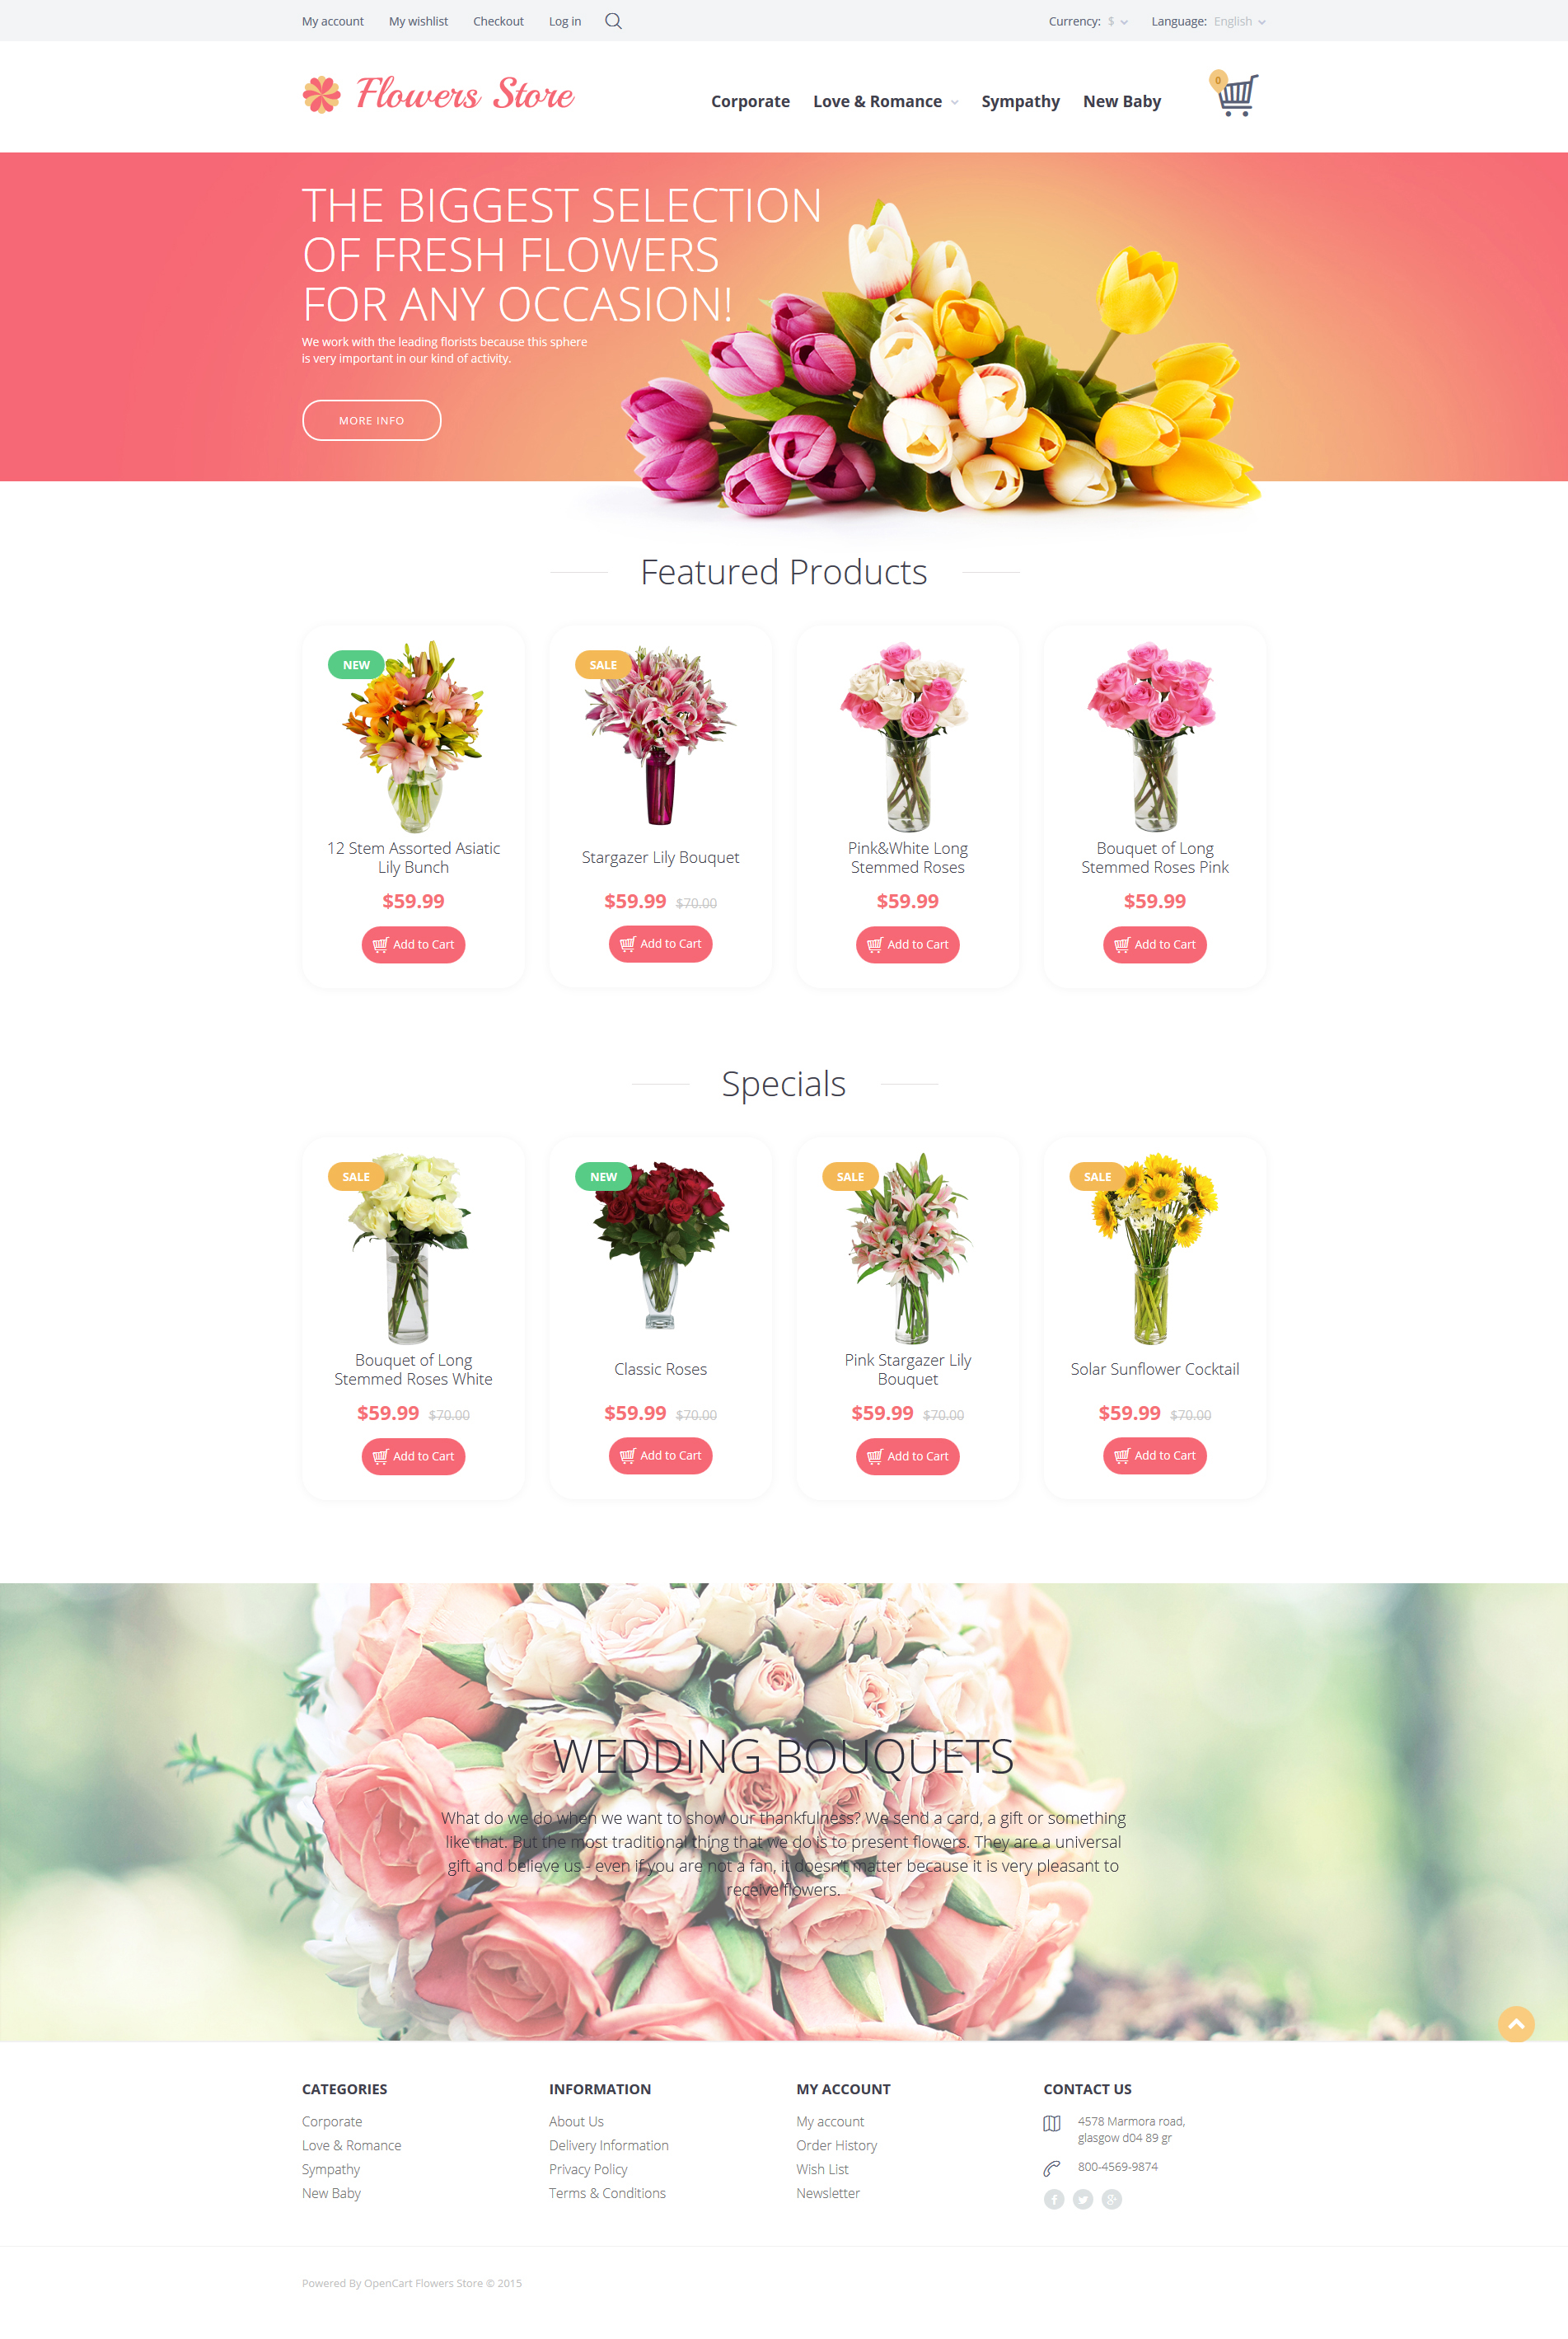 My account My wishlist Checkout Log in Currency: $ Language: English
Flowers Store
Corporate Love & Romance Sympathy New Baby
0
THE BIGGEST SELECTION
OF FRESH FLOWERS
FOR ANY OCCASION!
We work with the leading florists because this sphere
is very important in our kind of activity.
MORE INFO
Featured Products
NEW
12 Stem Assorted Asiatic
Lily Bunch
$59.99
Add to Cart
SALE
Stargazer Lily Bouquet
$59.99 $70.00
Add to Cart
Pink&White Long
Stemmed Roses
$59.99
Add to Cart
Bouquet of Long
Stemmed Roses Pink
$59.99
Add to Cart
Specials
SALE
Bouquet of Long
Stemmed Roses White
$59.99 $70.00
Add to Cart
NEW
Classic Roses
$59.99 $70.00
Add to Cart
SALE
Pink Stargazer Lily
Bouquet
$59.99 $70.00
Add to Cart
SALE
Solar Sunflower Cocktail
$59.99 $70.00
Add to Cart
WEDDING BOUQUETS
What do we do when we want to show our thankfulness? We send a card, a gift or something
like that. But the most traditional thing that we do is to present flowers. They are a universal
gift and believe us - even if you are not a fan, it doesn't matter because it is very pleasant to
receive flowers.
CATEGORIES
Corporate
Love & Romance
Sympathy
New Baby
INFORMATION
About Us
Delivery Information
Privacy Policy
Terms & Conditions
MY ACCOUNT
My account
Order History
Wish List
Newsletter
CONTACT US
4578 Marmora road,
glasgow d04 89 gr
800-4569-9874
Powered By OpenCart Flowers Store © 2015